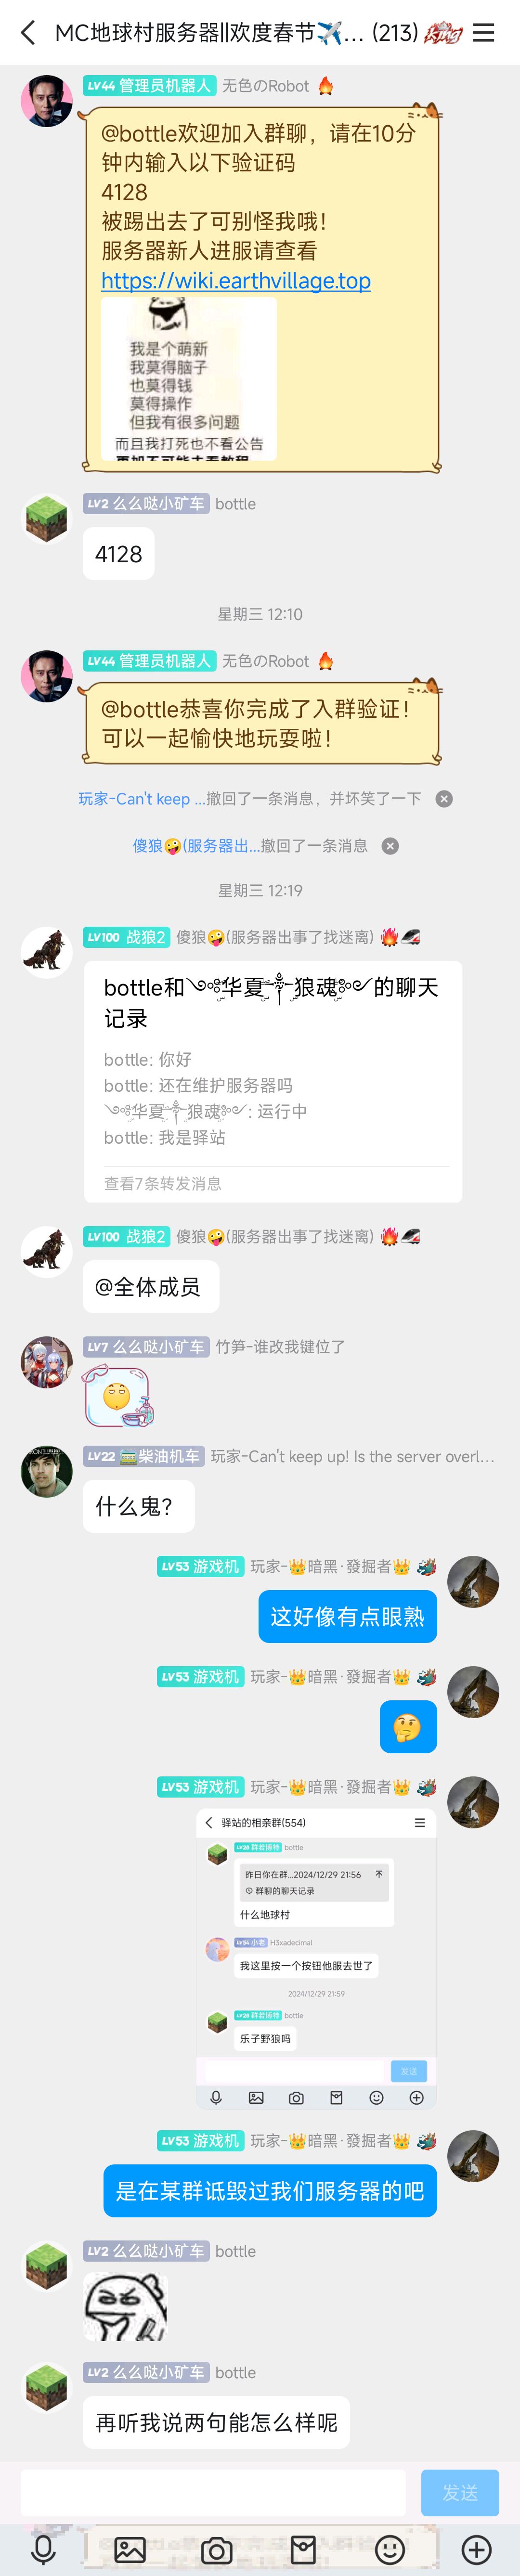 MC地球村服务器||欢度春节✈️... (213)
LV44 管理员机器人 无色のRobot 🔥
@bottle欢迎加入群聊，请在10分
钟内输入以下验证码
4128
被踢出去了可别怪我哦！
服务器新人进服请查看
https://wiki.earthvillage.top
我是个萌新
我莫得脑子
也莫得钱
莫得操作
但我有很多问题
而且我打死也不看公告
LV2 么么哒小矿车 bottle
4128
星期三 12:10
LV44 管理员机器人 无色のRobot 🔥
@bottle恭喜你完成了入群验证！
可以一起愉快地玩耍啦！
玩家-Can't keep ...撤回了一条消息，并坏笑了一下
傻狼🤪(服务器出...撤回了一条消息
星期三 12:19
LV100 战狼2 傻狼🤪(服务器出事了找迷离) 🔥🚄
bottle和༺华夏༒狼魂༻的聊天
记录
bottle: 你好
bottle: 还在维护服务器吗
༺华夏༒狼魂༻: 运行中
bottle: 我是驿站
查看7条转发消息
LV100 战狼2 傻狼🤪(服务器出事了找迷离) 🔥🚄
@全体成员
LV7 么么哒小矿车 竹笋-谁改我键位了
LV22 🚃柴油机车 玩家-Can't keep up! Is the server overl...
什么鬼？
LV53 游戏机 玩家-👑暗黑·發掘者👑
这好像有点眼熟
LV53 游戏机 玩家-👑暗黑·發掘者👑
🤔
LV53 游戏机 玩家-👑暗黑·發掘者👑
驿站的相亲群(554)
LV28 群若博特 bottle
昨日你在群...2024/12/29 21:56
群聊的聊天记录
什么地球村
LV54 小老 H3xadecimal
我这里按一个按钮他服去世了
2024/12/29 21:59
LV28 群若博特 bottle
乐子野狼吗
发送
LV53 游戏机 玩家-👑暗黑·發掘者👑
是在某群诋毁过我们服务器的吧
LV2 么么哒小矿车 bottle
LV2 么么哒小矿车 bottle
再听我说两句能怎么样呢
发送